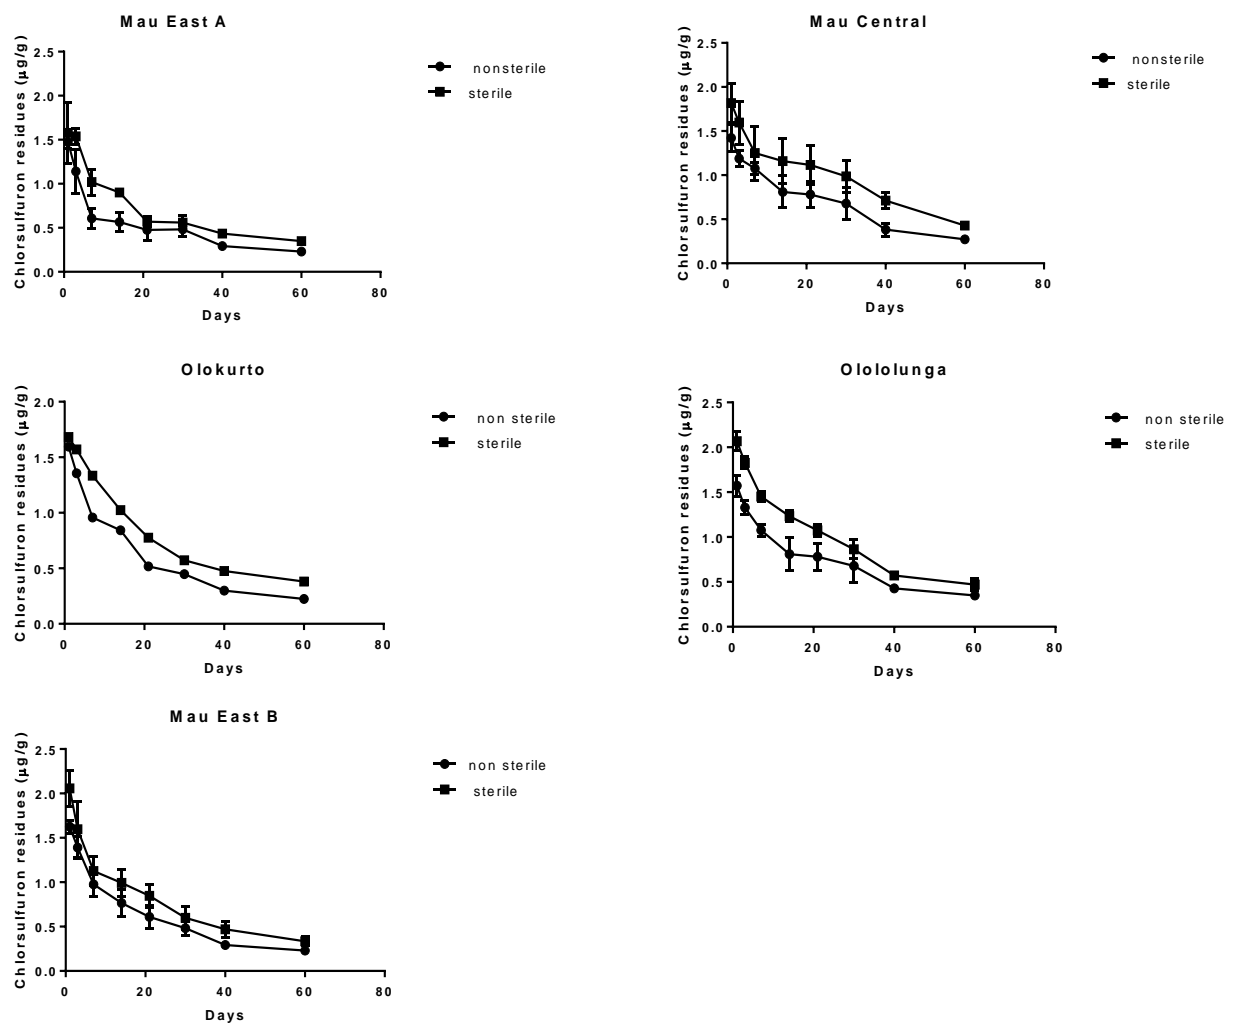 Mau East A
Chlorsulfuron residues (µg/g)
2.5
2.0
1.5
1.0
0.5
0.0
0 20 40 60 80
Days
nonsterile
sterile
Mau Central
Chlorsulfuron residues (µg/g)
2.5
2.0
1.5
1.0
0.5
0.0
0 20 40 60 80
Days
nonsterile
sterile
Olokurto
Chlorsulfuron residues (µg/g)
2.0
1.5
1.0
0.5
0.0
0 20 40 60 80
Days
non sterile
sterile
Olololunga
Chlorsulfuron residues (µg/g)
2.5
2.0
1.5
1.0
0.5
0.0
0 20 40 60 80
Days
non sterile
sterile
Mau East B
Chlorsulfuron residues (µg/g)
2.5
2.0
1.5
1.0
0.5
0.0
0 20 40 60 80
Days
non sterile
sterile